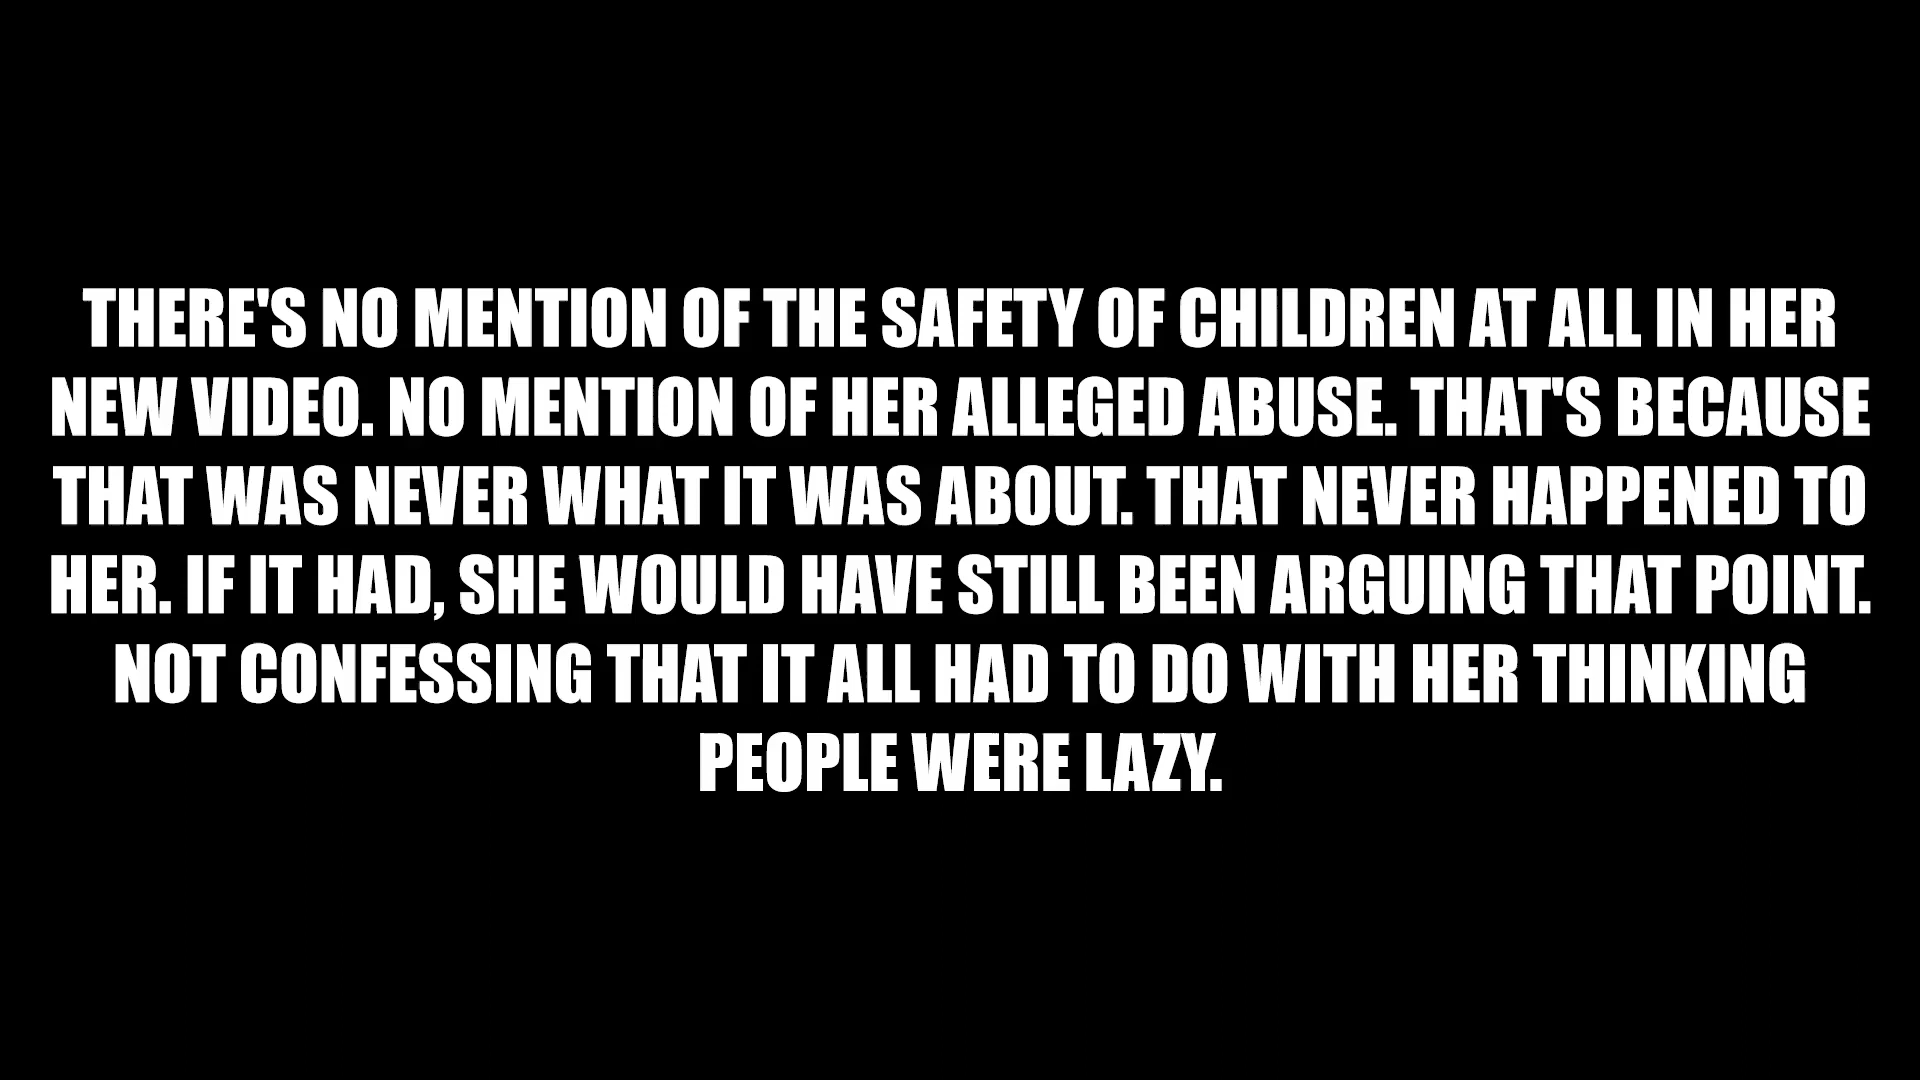 THERE'S NO MENTION OF THE SAFETY OF CHILDREN AT ALL IN HER
NEW VIDEO. NO MENTION OF HER ALLEGED ABUSE. THAT'S BECAUSE
THAT WAS NEVER WHAT IT WAS ABOUT. THAT NEVER HAPPENED TO
HER. IF IT HAD, SHE WOULD HAVE STILL BEEN ARGUING THAT POINT.
NOT CONFESSING THAT IT ALL HAD TO DO WITH HER THINKING
PEOPLE WERE LAZY.